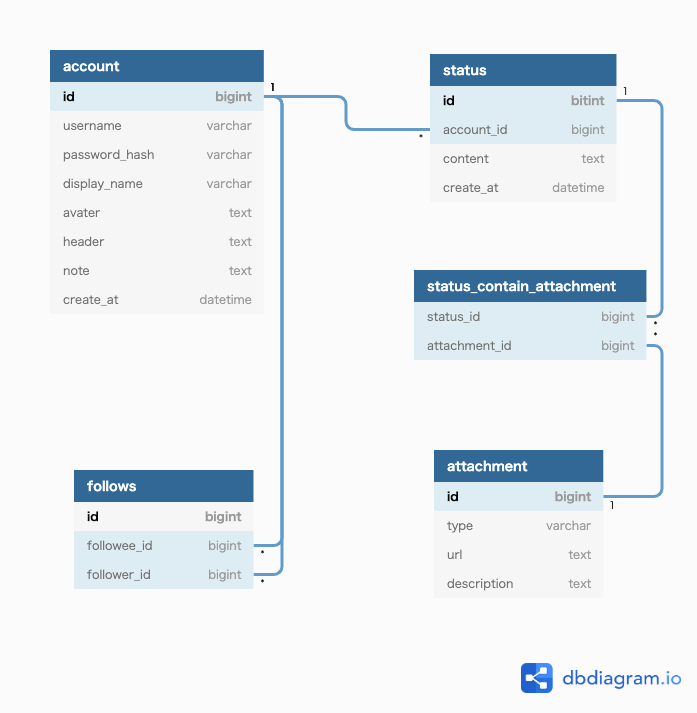 account
id bigint
username varchar
password_hash varchar
display_name varchar
avater text
header text
note text
create_at datetime
1
*
status
id bitint
account_id bigint
content text
create_at datetime
1
status_contain_attachment
status_id bigint
attachment_id bigint
*
*
follows
id bigint
followee_id bigint
follower_id bigint
*
*
attachment
id bigint
type varchar
url text
description text
1
dbdiagram.io